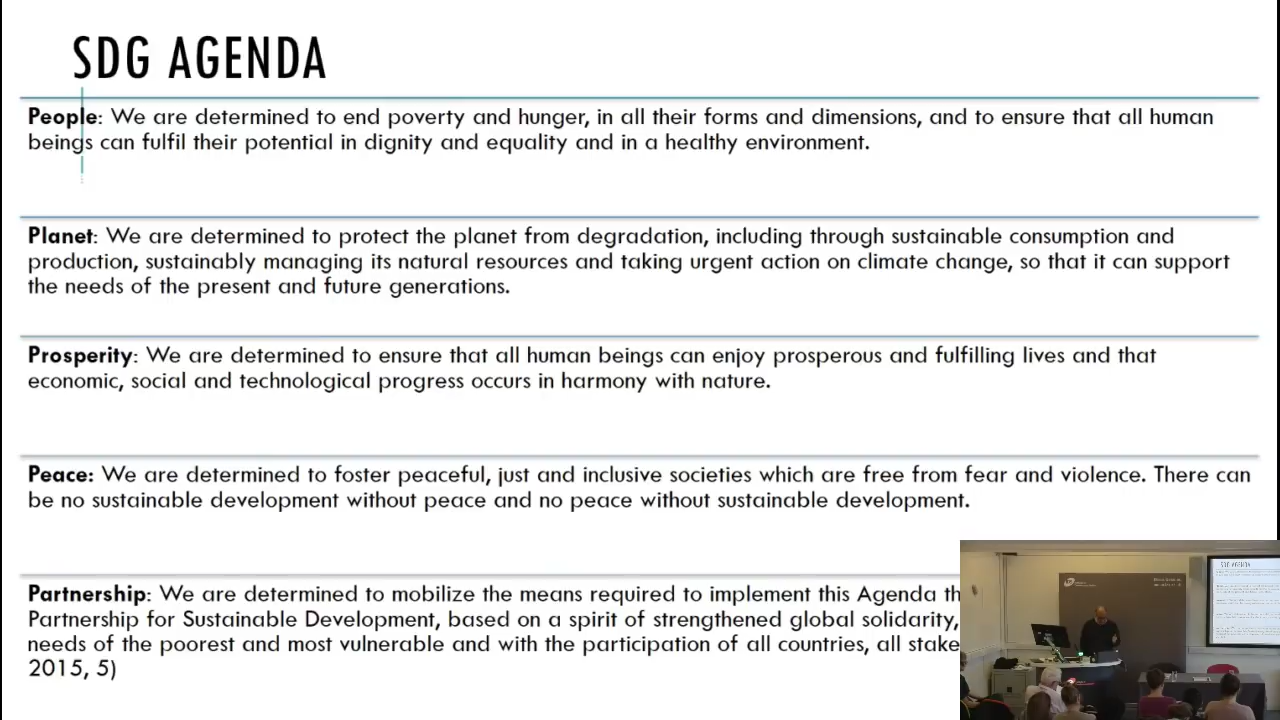 SDG AGENDA
People: We are determined to end poverty and hunger, in all their forms and dimensions, and to ensure that all human
beings can fulfil their potential in dignity and equality and in a healthy environment.
Planet: We are determined to protect the planet from degradation, including through sustainable consumption and
production, sustainably managing its natural resources and taking urgent action on climate change, so that it can support
the needs of the present and future generations.
Prosperity: We are determined to ensure that all human beings can enjoy prosperous and fulfilling lives and that
economic, social and technological progress occurs in harmony with nature.
Peace: We are determined to foster peaceful, just and inclusive societies which are free from fear and violence. There can
be no sustainable development without peace and no peace without sustainable development.
Partnership: We are determined to mobilize the means required to implement this Agenda th
Partnership for Sustainable Development, based on a spirit of strengthened global solidarity,
needs of the poorest and most vulnerable and with the participation of all countries, all stake
2015, 5)
SDG AGENDA